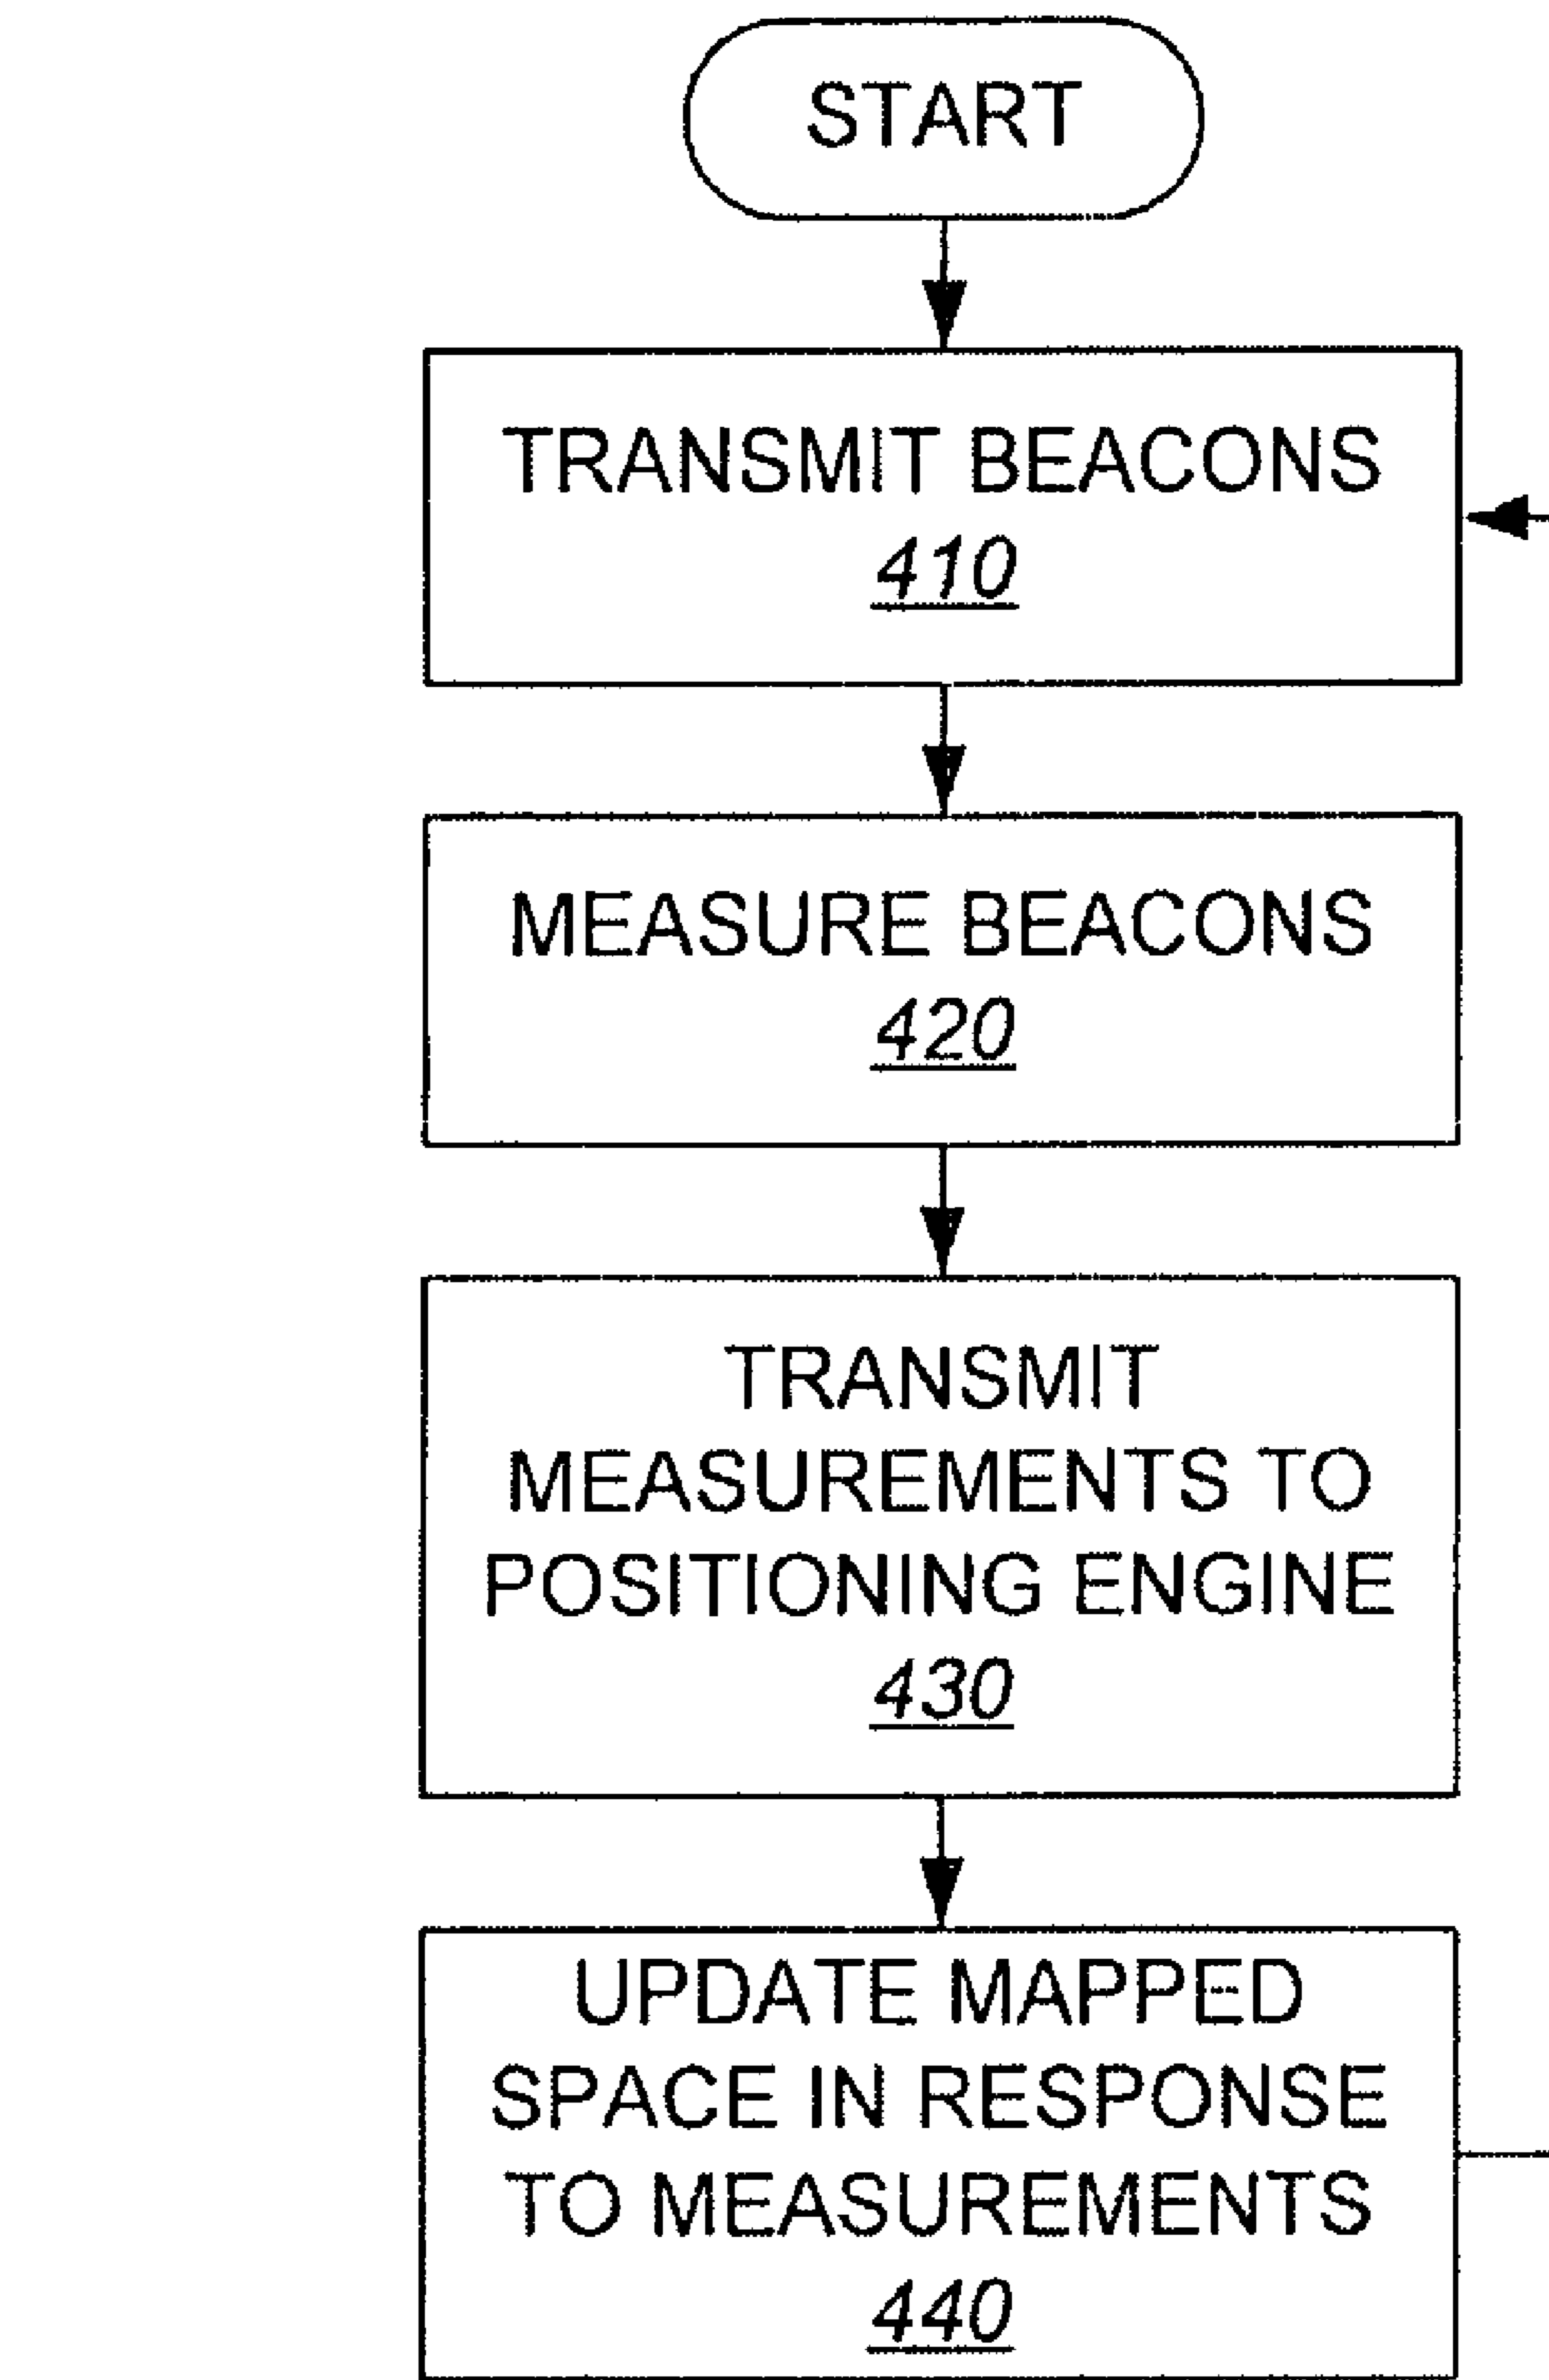 START
TRANSMIT BEACONS
410
MEASURE BEACONS
420
TRANSMIT
MEASUREMENTS TO
POSITIONING ENGINE
430
UPDATE MAPPED
SPACE IN RESPONSE
TO MEASUREMENTS
440